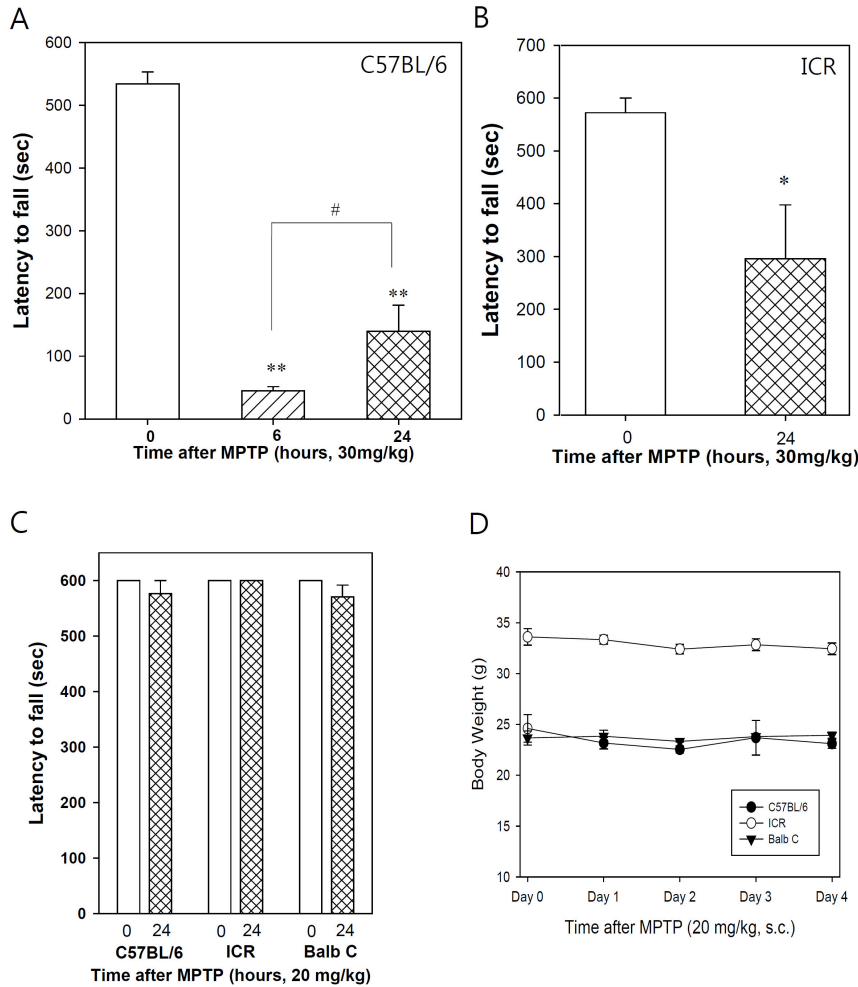 A
C57BL/6
600
500
400
300
200
100
0
Latency to fall (sec)
#
**
**
0 6 24
Time after MPTP (hours, 30mg/kg)
B
ICR
700
600
500
400
300
200
100
0
Latency to fall (sec)
*
0 24
Time after MPTP (hours, 30mg/kg)
C
600
600
400
300
200
100
0
Latency to fall (sec)
0 24 0 24 0 24
C57BL/6 ICR Balb C
Time after MPTP (hours, 20 mg/kg)
D
40
35
30
25
20
15
10
Body Weight (g)
C57BL/6
ICR
Balb C
Day 0 Day 1 Day 2 Day 3 Day 4
Time after MPTP (20 mg/kg, s.c.)